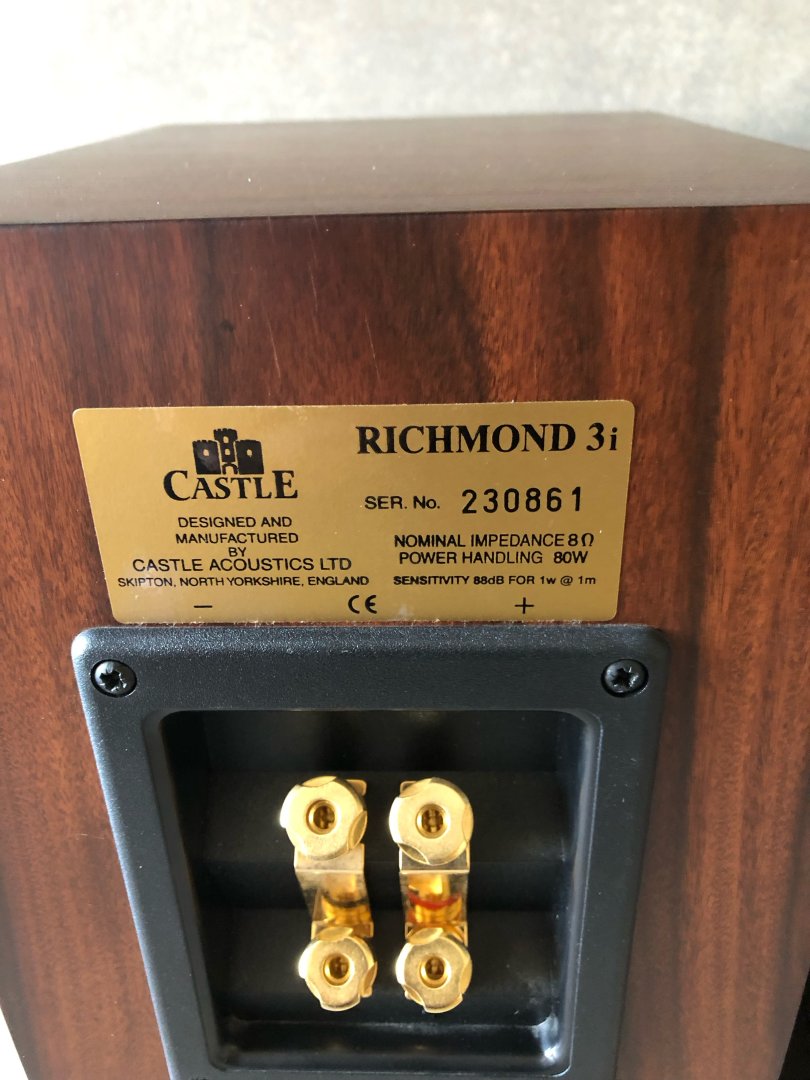 CASTLE
DESIGNED AND
MANUFACTURED
BY
CASTLE ACOUSTICS LTD
SKIPTON, NORTH YORKSHIRE, ENGLAND
RICHMOND 3i
SER. No. 230861
NOMINAL IMPEDANCE 8Ω
POWER HANDLING 80W
SENSITIVITY 88dB FOR 1w @ 1m
− CE +